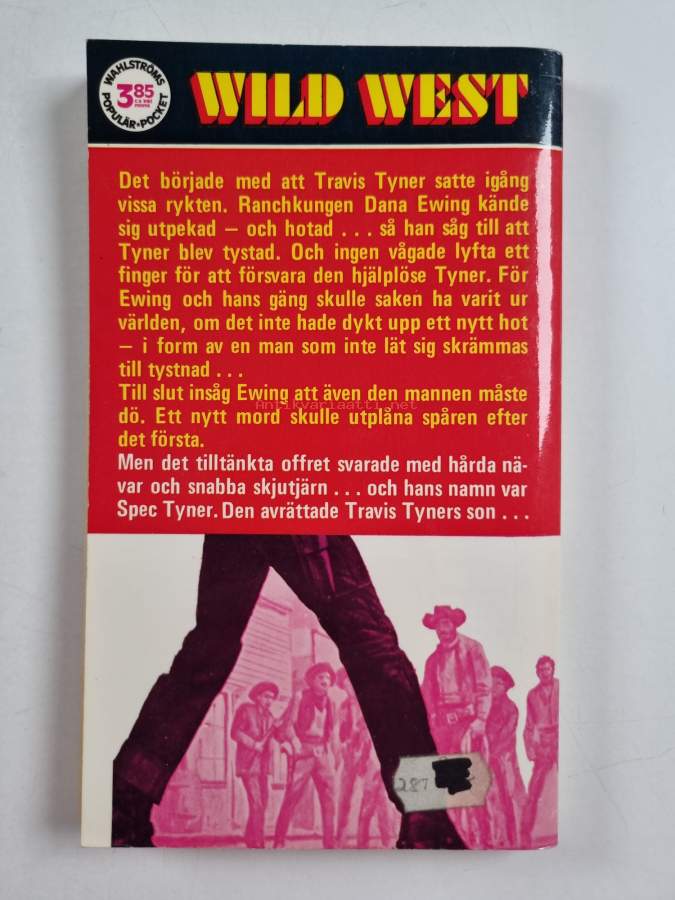 WAHLSTRÖMS
3 85
POPULÄR-POCKET
WILD WEST
Det började med att Travis Tyner satte igång
vissa rykten. Ranchkungen Dana Ewing kände
sig utpekad — och hotad . . . så han såg till att
Tyner blev tystad. Och ingen vågade lyfta ett
finger för att försvara den hjälplöse Tyner. För
Ewing och hans gäng skulle saken ha varit ur
världen, om det inte hade dykt upp ett nytt hot
— i form av en man som inte lät sig skrämmas
till tystnad . . .
Till slut insåg Ewing att även den mannen måste
dö. Ett nytt mord skulle utplåna spåren efter
det första.
Men det tilltänkta offret svarade med hårda nä-
var och snabba skjutjärn . . . och hans namn var
Spec Tyner. Den avrättade Travis Tyners son . . .
Antikvariaatti.net
287